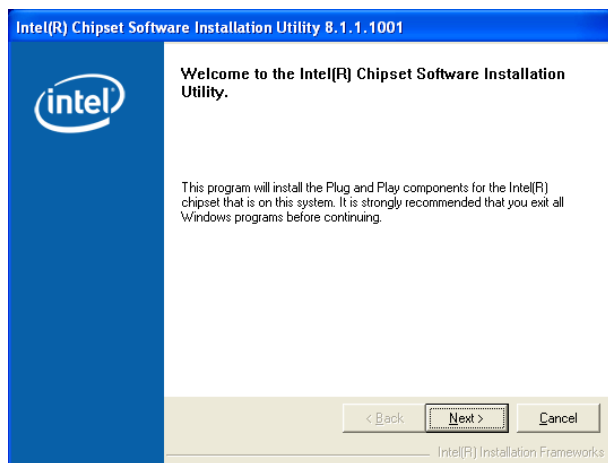 Intel(R) Chipset Software Installation Utility 8.1.1.1001
intel
Welcome to the Intel(R) Chipset Software Installation
Utility.
This program will install the Plug and Play components for the Intel(R)
chipset that is on this system. It is strongly recommended that you exit all
Windows programs before continuing.
< Back
Next >
Cancel
Intel(R) Installation Frameworks